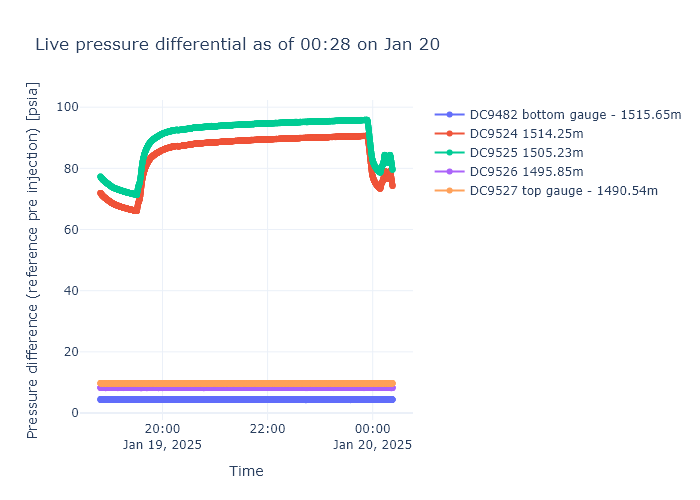 Live pressure differential as of 00:28 on Jan 20
Pressure difference (reference pre injection) [psia]
100
80
60
40
20
0
20:00
Jan 19, 2025
22:00
00:00
Jan 20, 2025
Time
DC9482 bottom gauge - 1515.65m
DC9524 1514.25m
DC9525 1505.23m
DC9526 1495.85m
DC9527 top gauge - 1490.54m